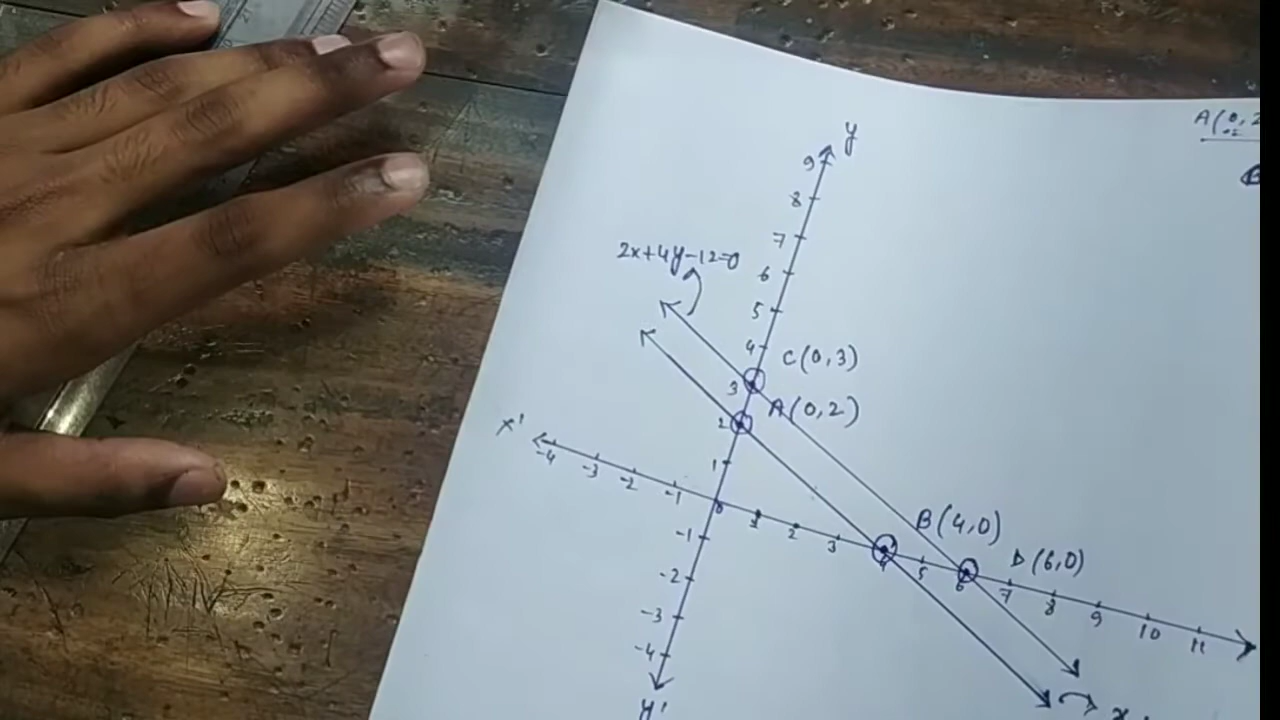 A(0,2
y
9
8
7
2x+4y-12=0
6
5
4
C(0,3)
3
A(0,2)
2
x'
-4 -3 -2 -1
1
0 1 2 3 4 5 6 7 8 9 10 11
B(4,0)
D(6,0)
-1
-2
-3
-4
y'
x